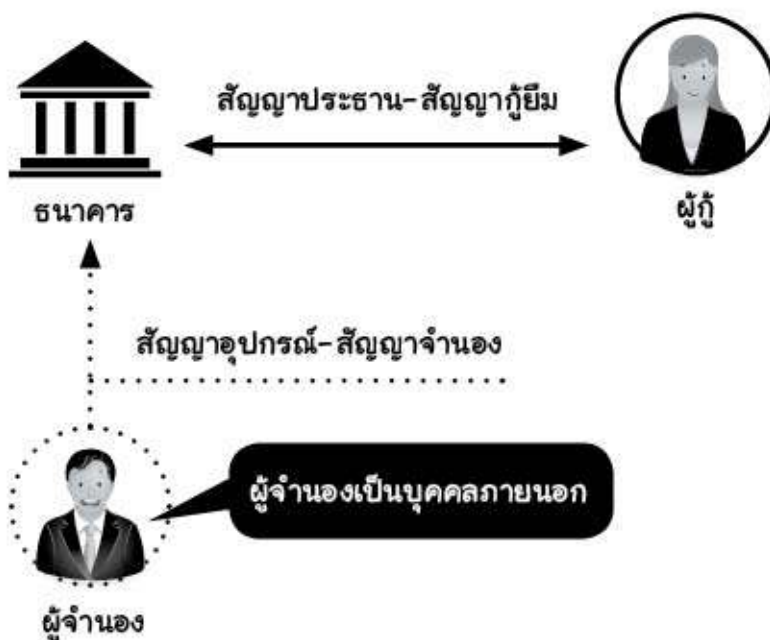 สัญญาประธาน-สัญญากู้ยืม
ธนาคาร
ผู้กู้
สัญญาอุปกรณ์-สัญญาจำนอง
ผู้จำนองเป็นบุคคลภายนอก
ผู้จำนอง